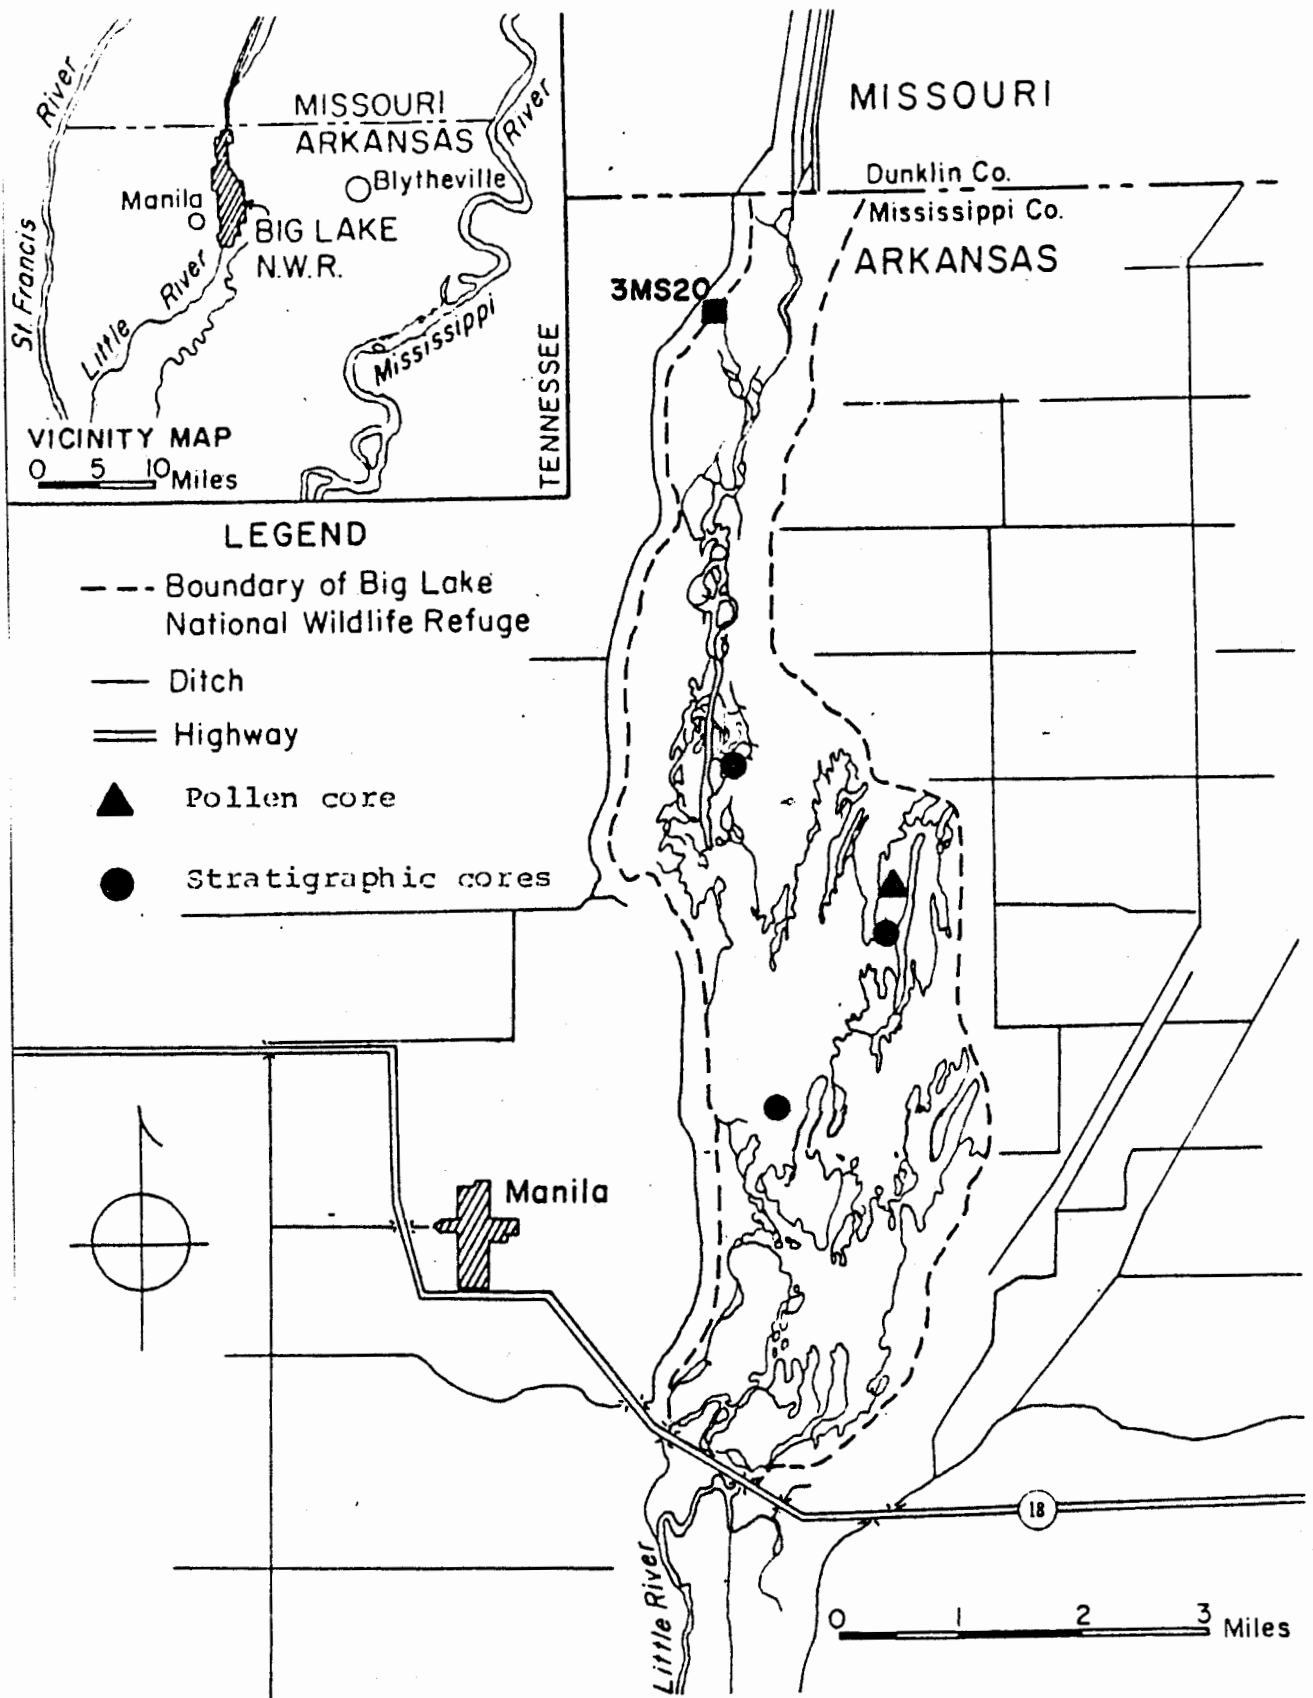 River
MISSOURI
ARKANSAS
River
Blytheville
Manila
BIG LAKE
N.W.R.
St. Francis
Little River
Mississippi
TENNESSEE
VICINITY MAP
0 5 10 Miles
MISSOURI
Dunklin Co.
Mississippi Co.
ARKANSAS
3MS20
LEGEND
Boundary of Big Lake
National Wildlife Refuge
Ditch
Highway
Pollen core
Stratigraphic cores
Manila
18
Little River
0 1 2 3 Miles